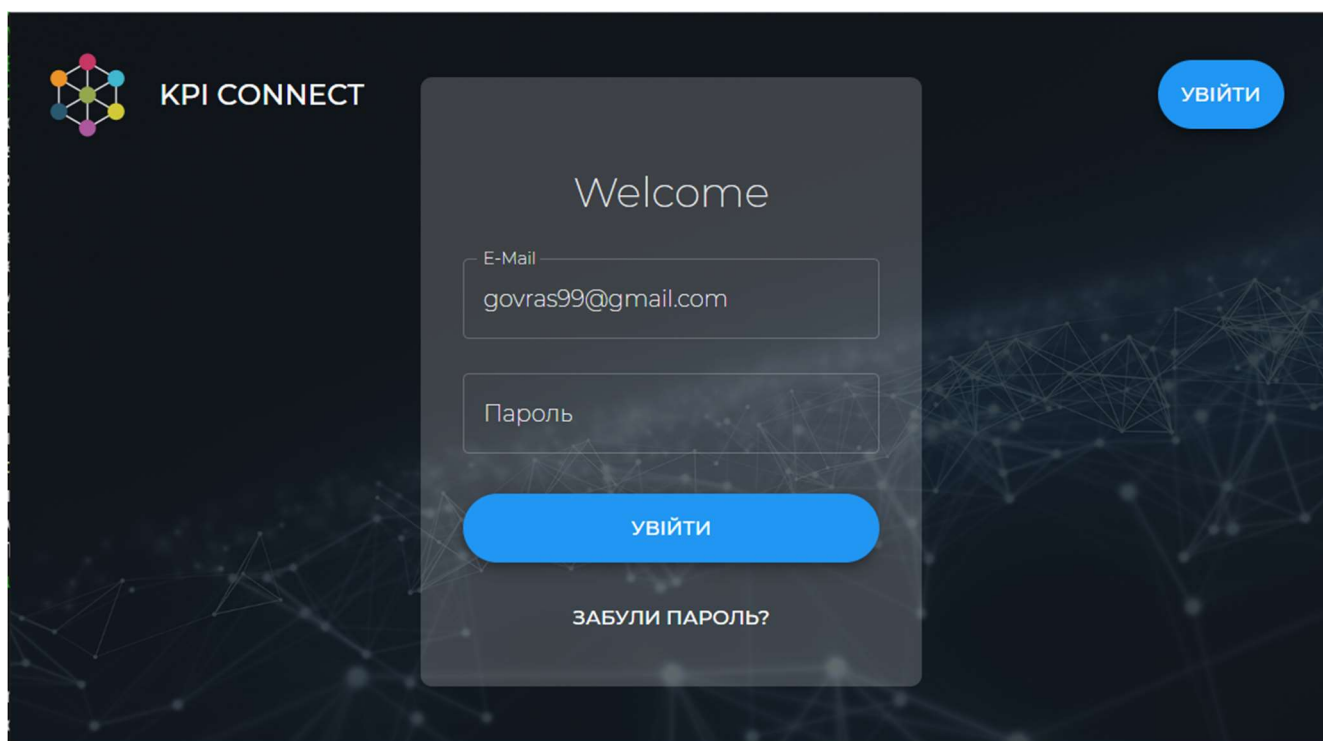 KPI CONNECT
УВІЙТИ
Welcome
E-Mail
govras99@gmail.com
Пароль
УВІЙТИ
ЗАБУЛИ ПАРОЛЬ?